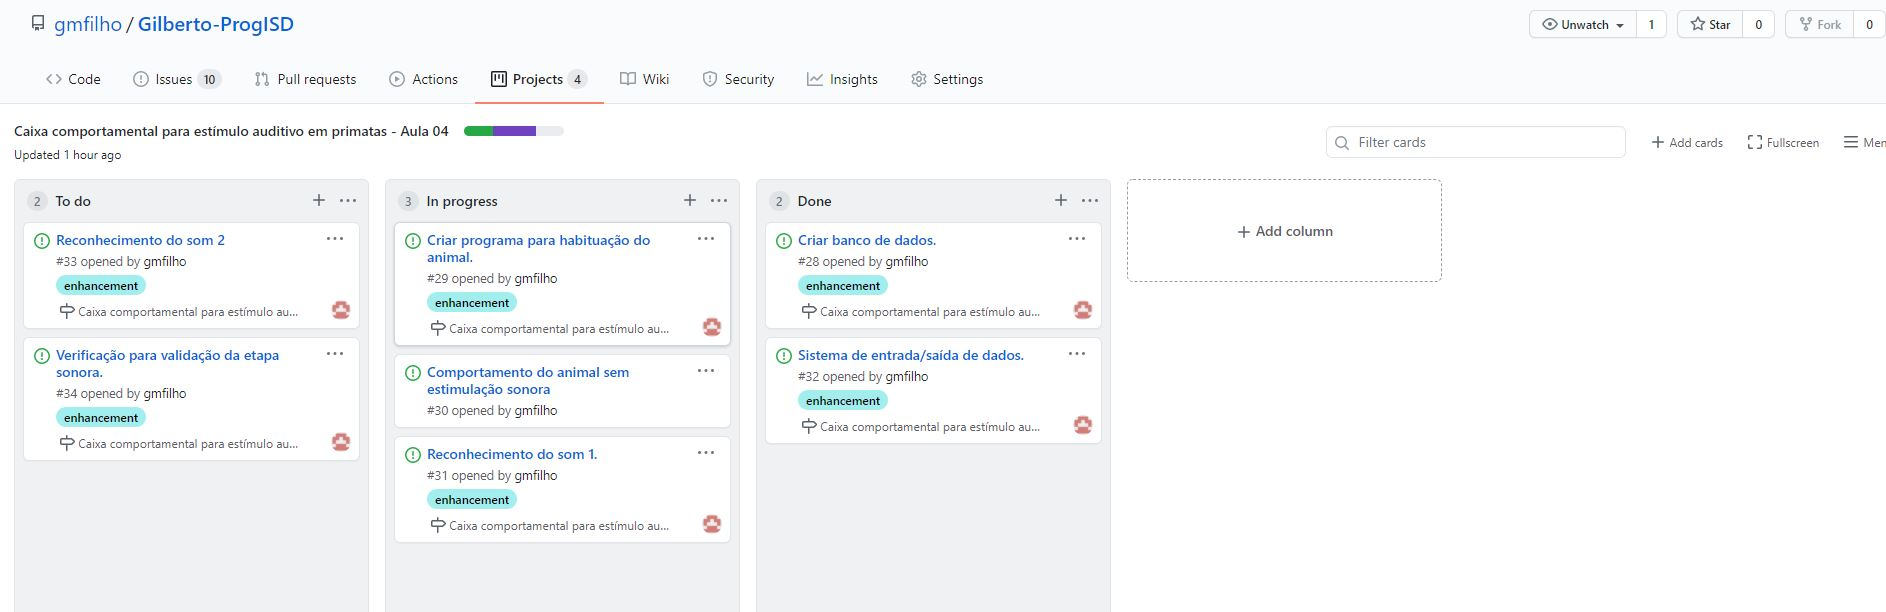 gmfilho / Gilberto-ProgISD
Unwatch 1 Star 0 Fork 0
Code Issues 10 Pull requests Actions Projects 4 Wiki Security Insights Settings
Caixa comportamental para estímulo auditivo em primatas - Aula 04
Updated 1 hour ago
Filter cards
+ Add cards Fullscreen Men
2 To do
Reconhecimento do som 2
#33 opened by gmfilho
enhancement
Caixa comportamental para estímulo au...
Verificação para validação da etapa
sonora.
#34 opened by gmfilho
enhancement
Caixa comportamental para estímulo au...
3 In progress
Criar programa para habituação do
animal.
#29 opened by gmfilho
enhancement
Caixa comportamental para estímulo au...
Comportamento do animal sem
estimulação sonora
#30 opened by gmfilho
Reconhecimento do som 1.
#31 opened by gmfilho
enhancement
Caixa comportamental para estímulo au...
2 Done
Criar banco de dados.
#28 opened by gmfilho
enhancement
Caixa comportamental para estímulo au...
Sistema de entrada/saída de dados.
#32 opened by gmfilho
enhancement
Caixa comportamental para estímulo au...
+ Add column